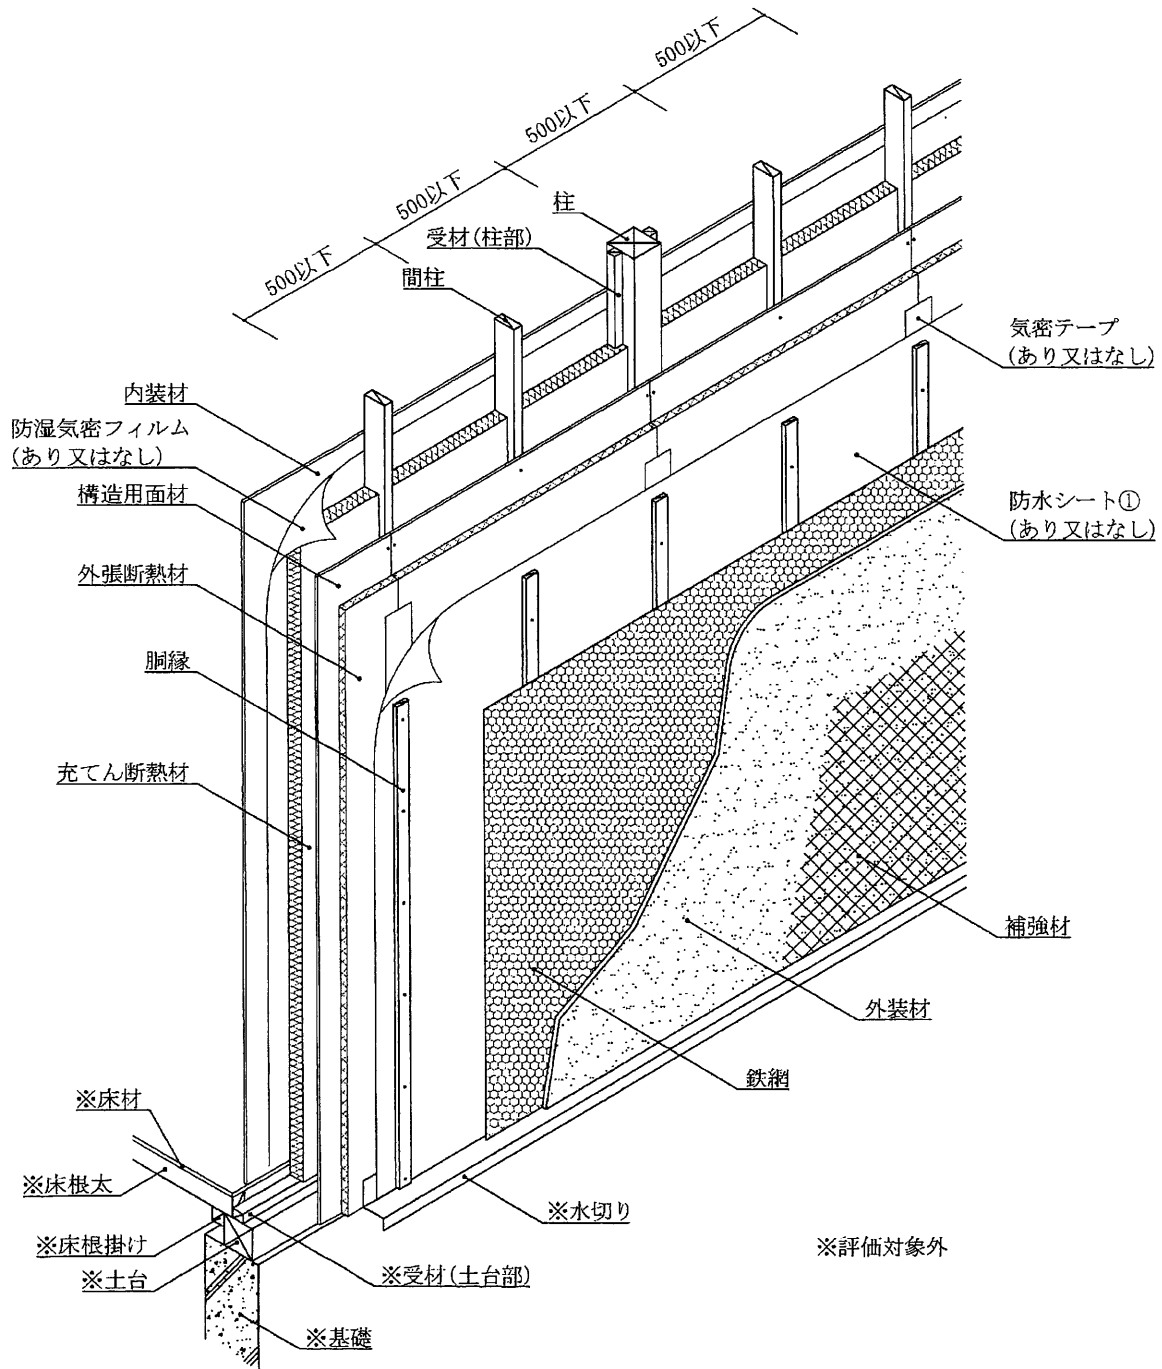 500以下
500以下
500以下
500以下
柱
受材(柱部)
間柱
気密テープ
(あり又はなし)
内装材
防湿気密フィルム
(あり又はなし)
構造用面材
防水シート①
(あり又はなし)
外張断熱材
胴縁
充てん断熱材
補強材
外装材
鉄網
※床材
※床根太
※水切り
※床根掛け
※土台
※受材(土台部)
※評価対象外
※基礎